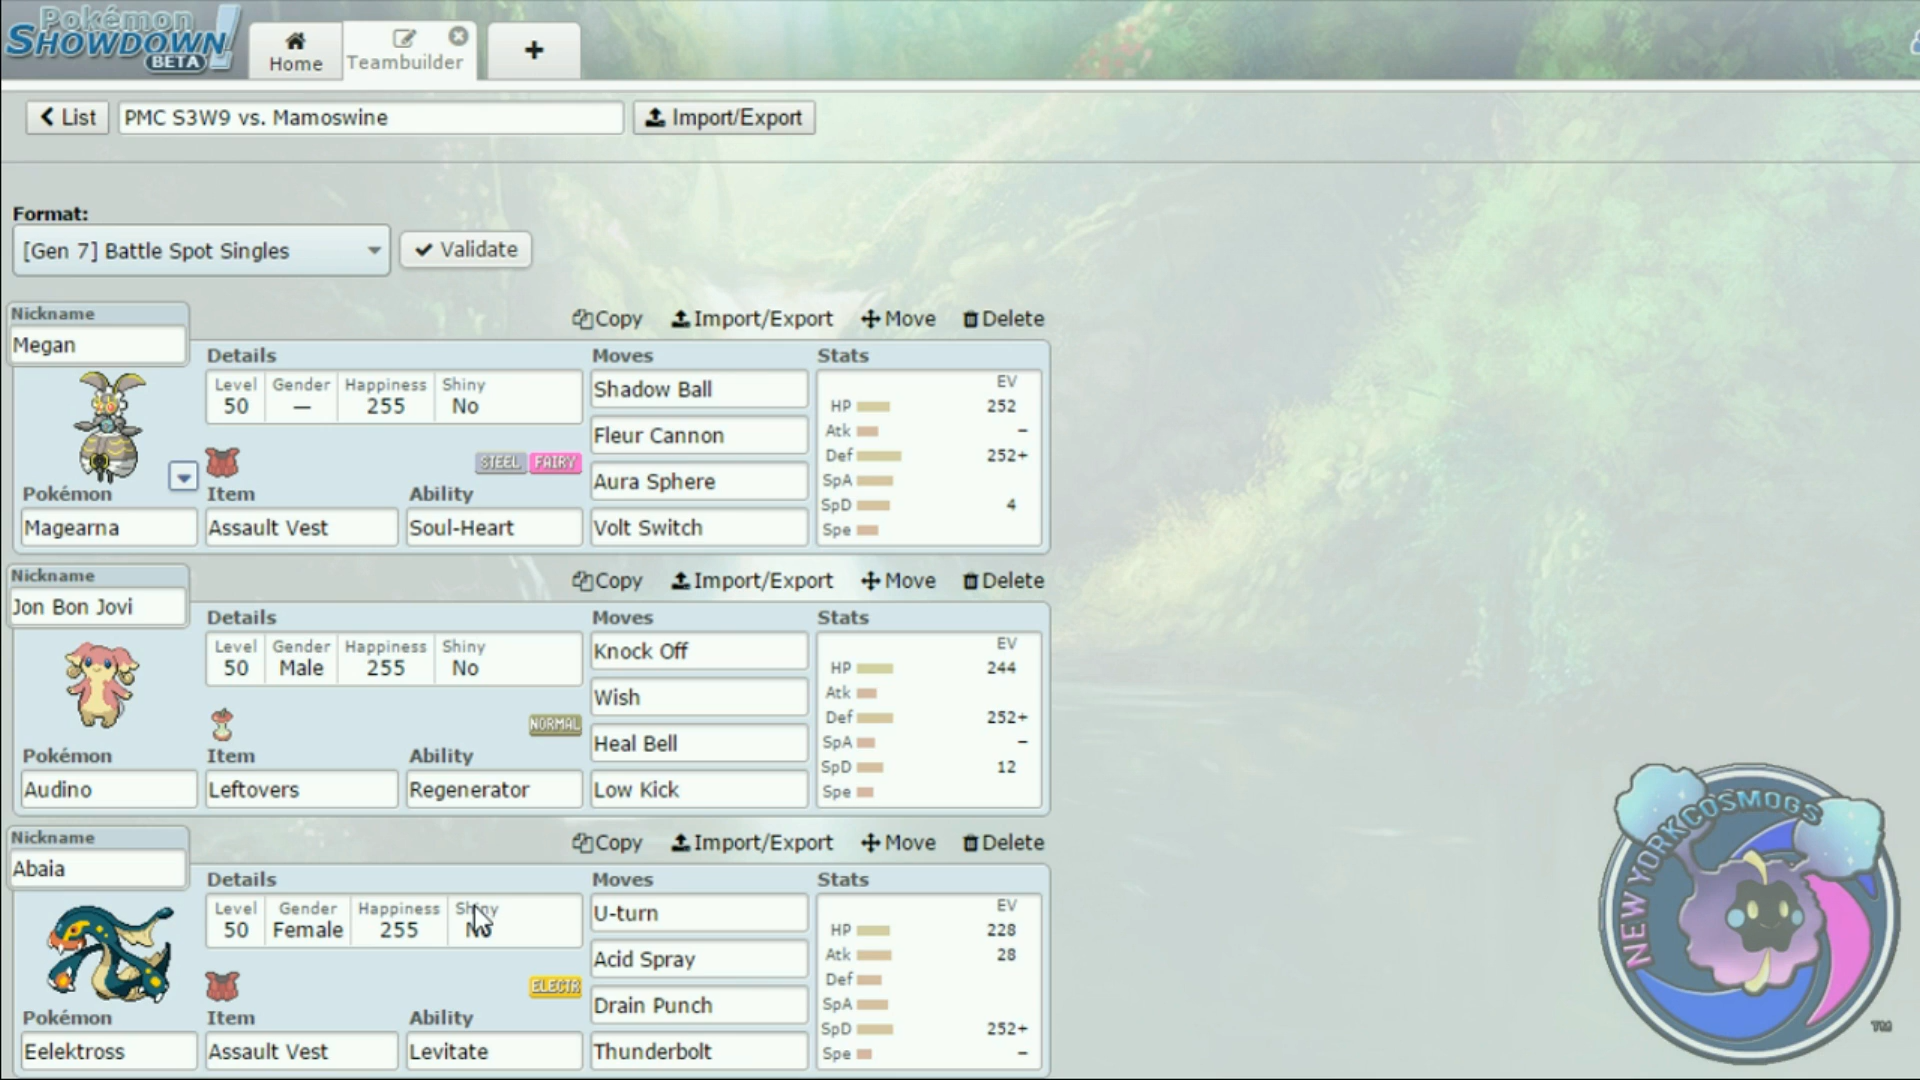 Pokémon
SHOWDOWN!
BETA
Home
Teambuilder
List
PMC S3W9 vs. Mamoswine
Import/Export
Format:
[Gen 7] Battle Spot Singles
Validate
Nickname
Megan
Copy Import/Export Move Delete
Details Moves Stats
Level Gender Happiness Shiny
50 — 255 No
STEEL FAIRY
Pokémon Item Ability
Magearna Assault Vest Soul-Heart
Shadow Ball
Fleur Cannon
Aura Sphere
Volt Switch
EV
HP 252
Atk –
Def 252+
SpA
SpD 4
Spe
Nickname
Jon Bon Jovi
Copy Import/Export Move Delete
Details Moves Stats
Level Gender Happiness Shiny
50 Male 255 No
NORMAL
Pokémon Item Ability
Audino Leftovers Regenerator
Knock Off
Wish
Heal Bell
Low Kick
EV
HP 244
Atk
Def 252+
SpA –
SpD 12
Spe
Nickname
Abaia
Copy Import/Export Move Delete
Details Moves Stats
Level Gender Happiness Shiny
50 Female 255 No
ELECTR
Pokémon Item Ability
Eelektross Assault Vest Levitate
U-turn
Acid Spray
Drain Punch
Thunderbolt
EV
HP 228
Atk 28
Def
SpA
SpD 252+
Spe –
NEW YORK COSMOGS
TM